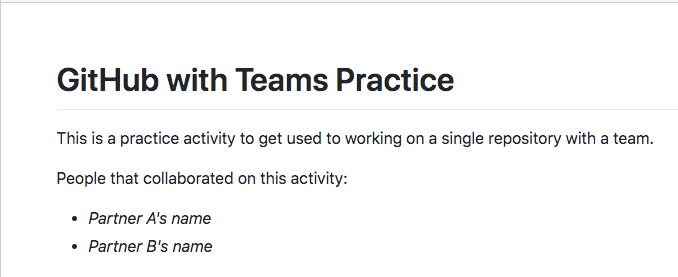 GitHub with Teams Practice
This is a practice activity to get used to working on a single repository with a team.
People that collaborated on this activity:
• Partner A's name
• Partner B's name